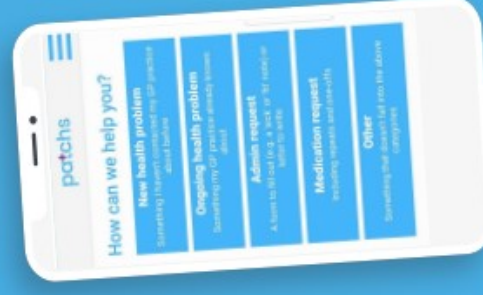 patchs
How can we help you?
New health problem
Something I haven't contacted my GP practice
about before
Ongoing health problem
Something my GP practice already knows
about
Admin request
A form to fill out (e.g. a 'sick' or 'fit' note) or
letter to write
Medication request
Including repeats and one-offs
Other
Something that doesn't fall into the above
categories